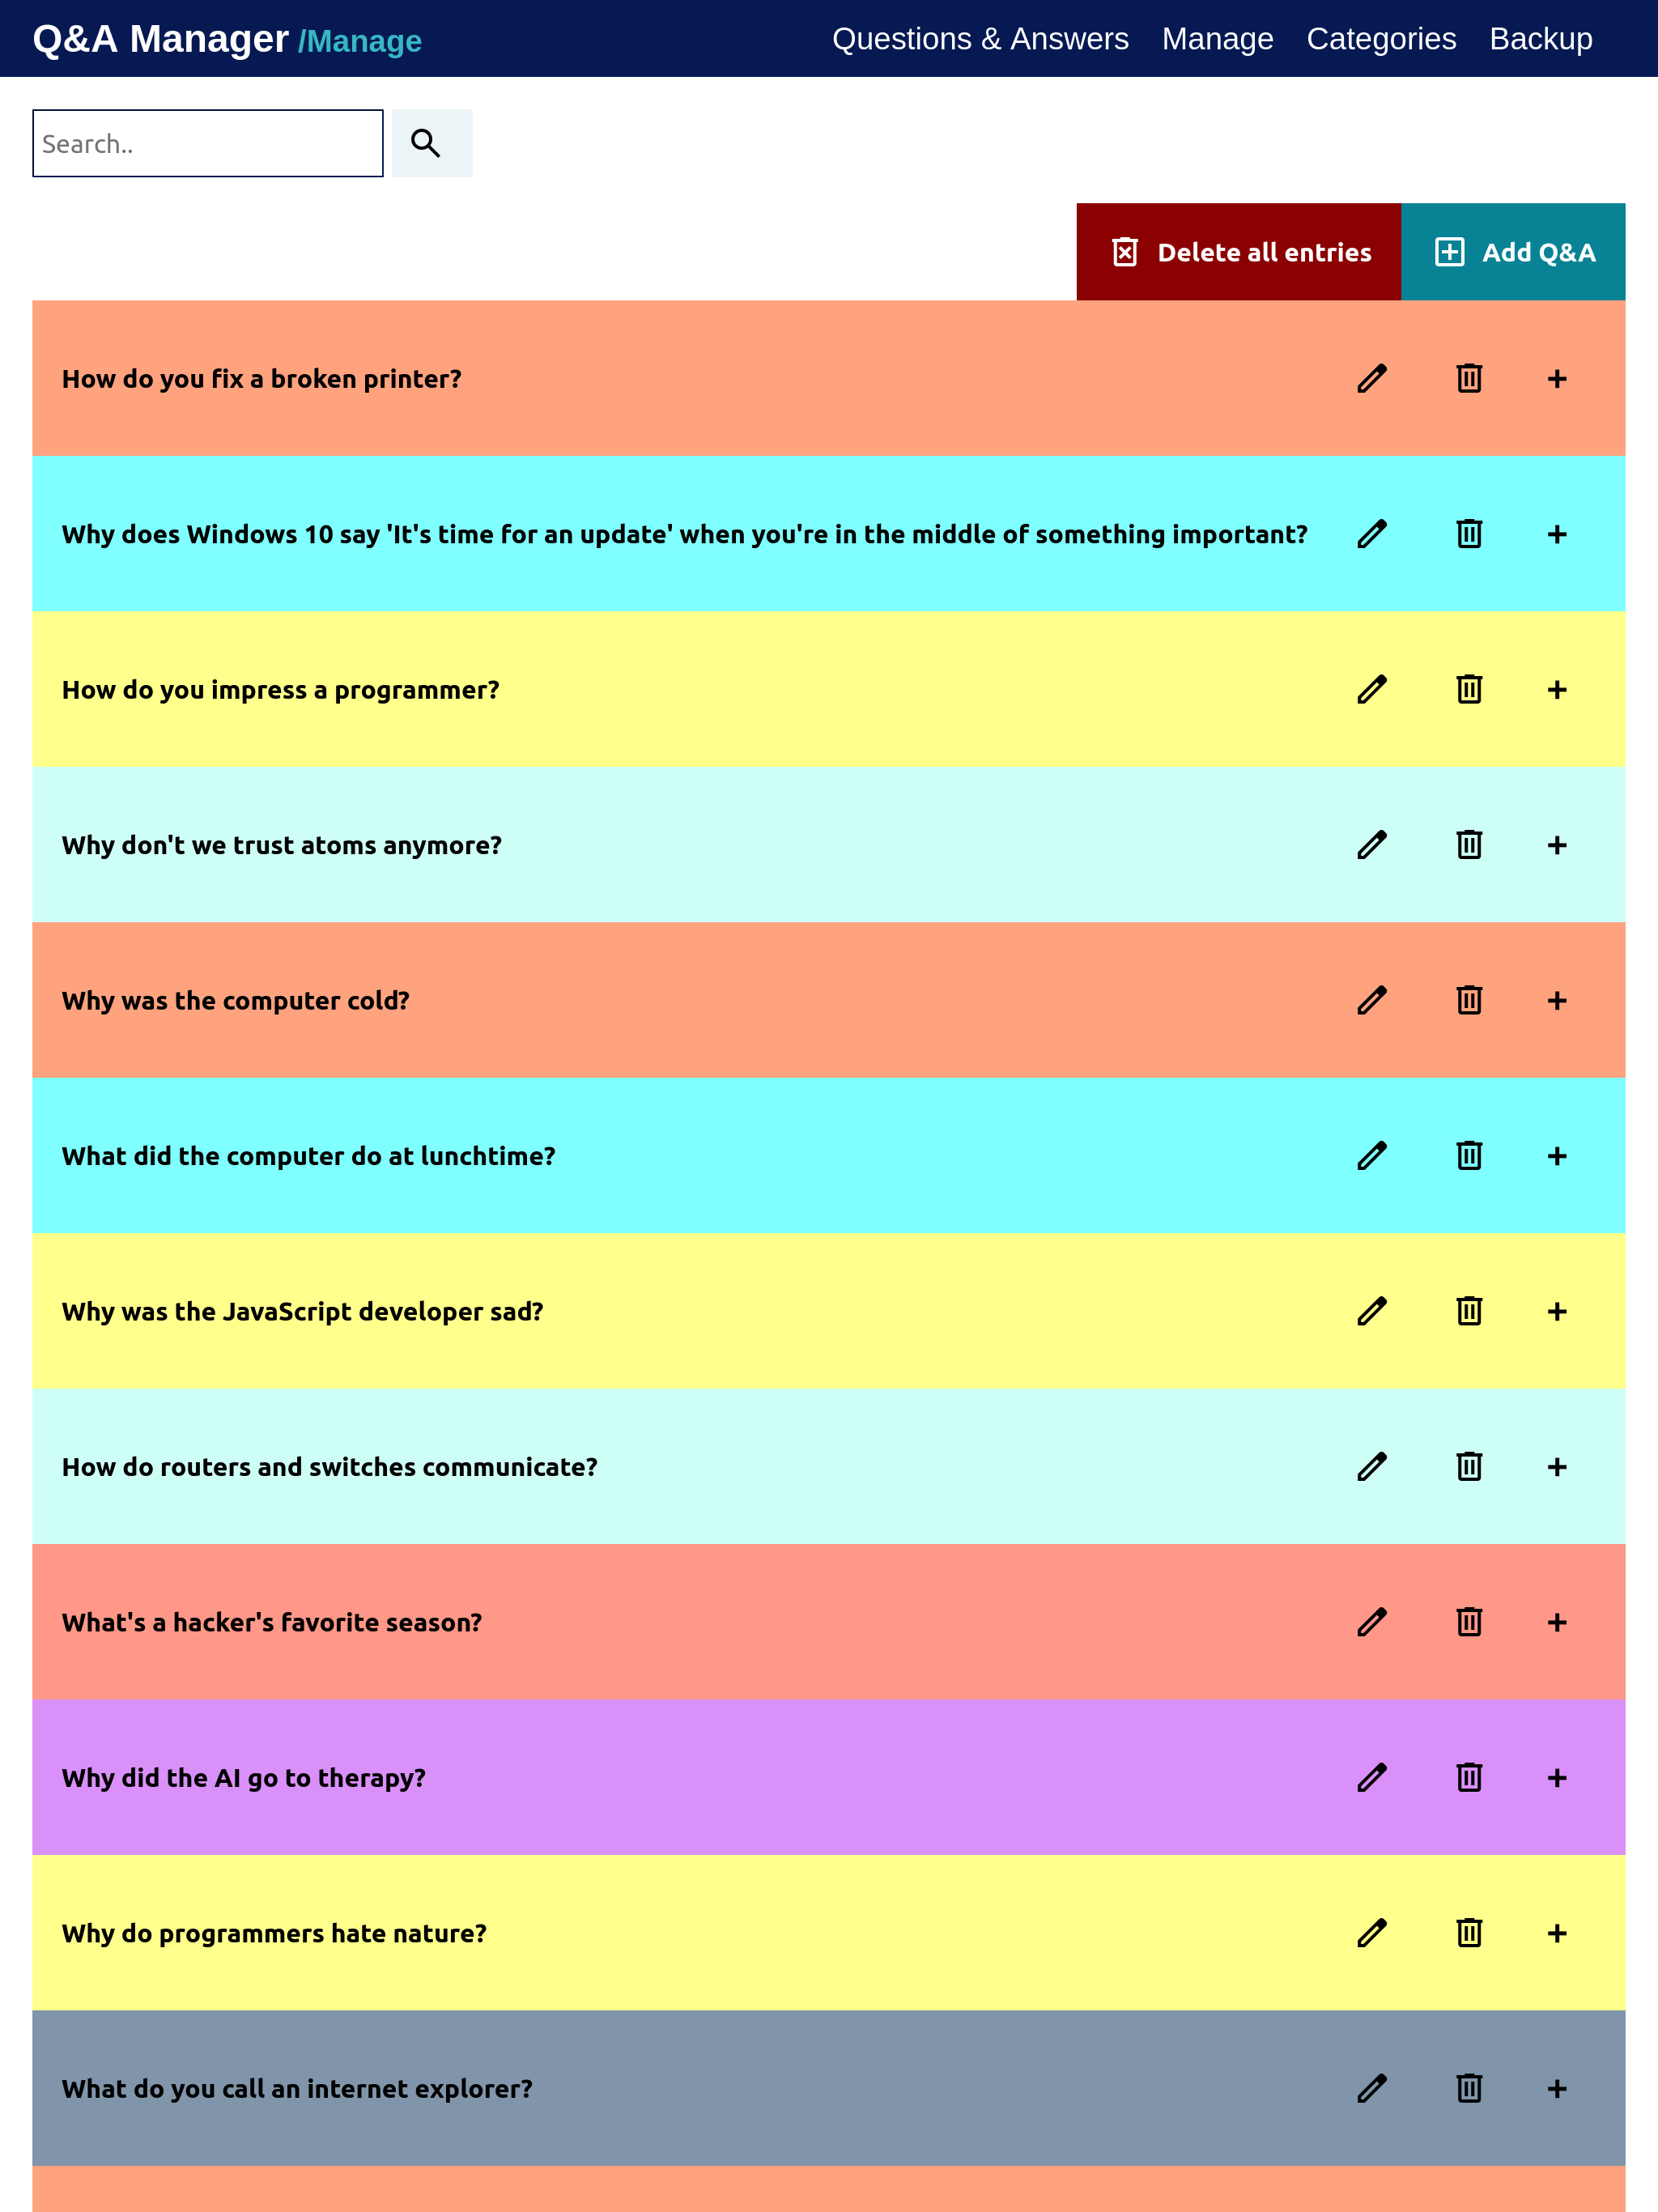 Q&A Manager /Manage Questions & Answers Manage Categories Backup
Search..
Delete all entries Add Q&A
How do you fix a broken printer? +
Why does Windows 10 say 'It's time for an update' when you're in the middle of something important? +
How do you impress a programmer? +
Why don't we trust atoms anymore? +
Why was the computer cold? +
What did the computer do at lunchtime? +
Why was the JavaScript developer sad? +
How do routers and switches communicate? +
What's a hacker's favorite season? +
Why did the AI go to therapy? +
Why do programmers hate nature? +
What do you call an internet explorer? +